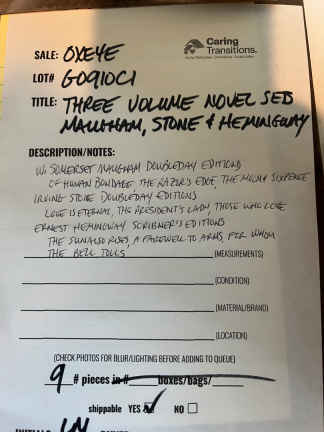 Caring
Transitions.
SALE: OXEYE
LOT# G0910C1
TITLE: THREE VOLUME NOVEL SETS
MAUGHAM, STONE & HEMINGWAY
DESCRIPTION/NOTES:
W. SOMERSET MAUGHAM DOUBLEDAY EDITIONS
OF HUMAN BONDAGE, THE RAZOR'S EDGE, THE MOON & SIXPENCE
IRVING STONE DOUBLEDAY EDITIONS
LOVE IS ETERNAL, THE PRESIDENT'S LADY, THOSE WHO LOVE
ERNEST HEMINGWAY SCRIBNER'S EDITIONS
THE SUN ALSO RISES, A FAREWELL TO ARMS, FOR WHOM
THE BELL TOLLS
(MEASUREMENTS)
(CONDITION)
(MATERIAL/BRAND)
(LOCATION)
(CHECK PHOTOS FOR BLUR/LIGHTING BEFORE ADDING TO QUEUE)
9 # pieces in # boxes/bags/
shippable YES NO